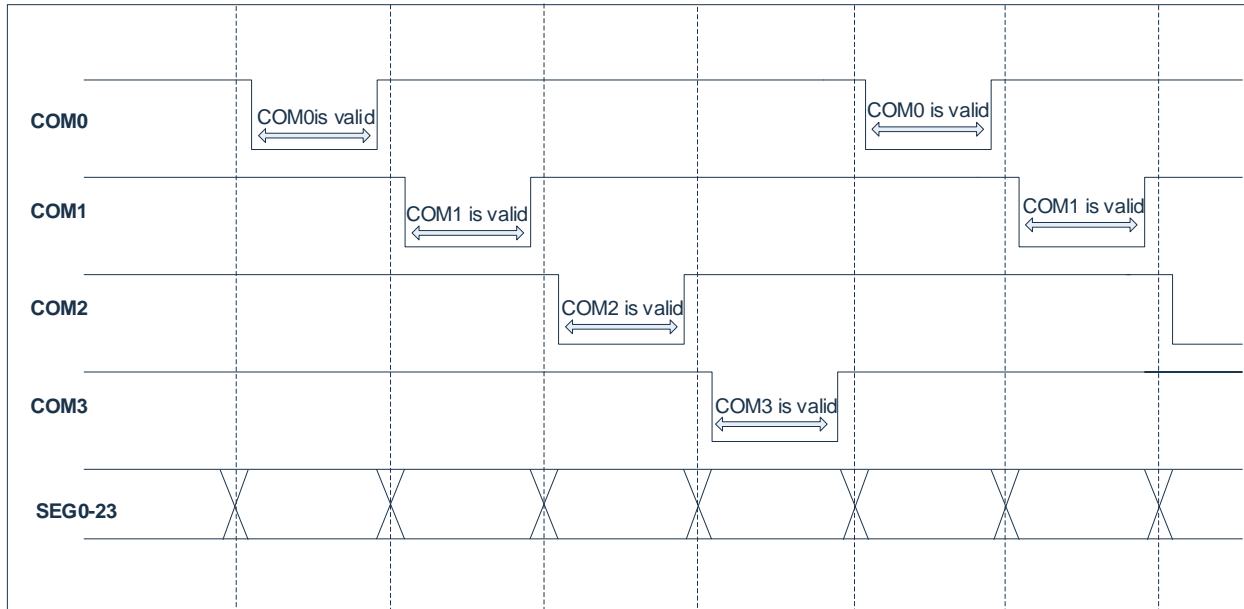 COM0is valid
COM0 is valid
COM0
COM1 is valid
COM1 is valid
COM1
COM2 is valid
COM2
COM3 is valid
COM3
SEG0-23